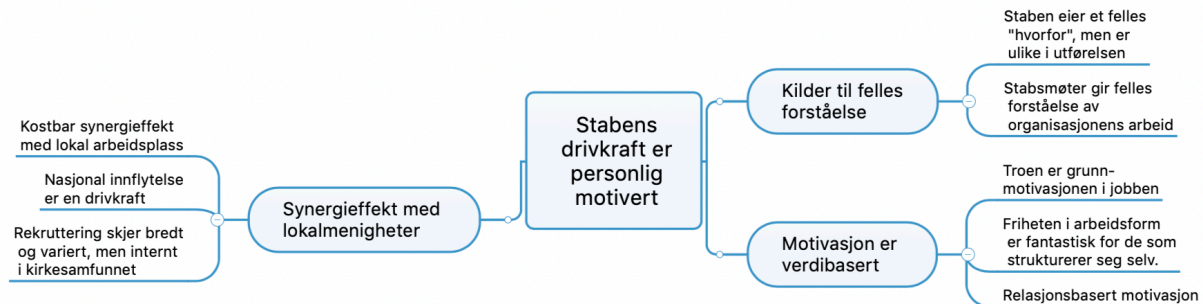 Stabens
drivkraft er
personlig
motivert
Kilder til felles
forståelse
Staben eier et felles
"hvorfor", men er
ulike i utførelsen
Stabsmøter gir felles
forståelse av
organisasjonens arbeid
Motivasjon er
verdibasert
Troen er grunn-
motivasjonen i jobben
Friheten i arbeidsform
er fantastisk for de som
strukturerer seg selv.
Relasjonsbasert motivasjon
Synergieffekt med
lokalmenigheter
Kostbar synergieffekt
med lokal arbeidsplass
Nasjonal innflytelse
er en drivkraft
Rekruttering skjer bredt
og variert, men internt
i kirkesamfunnet